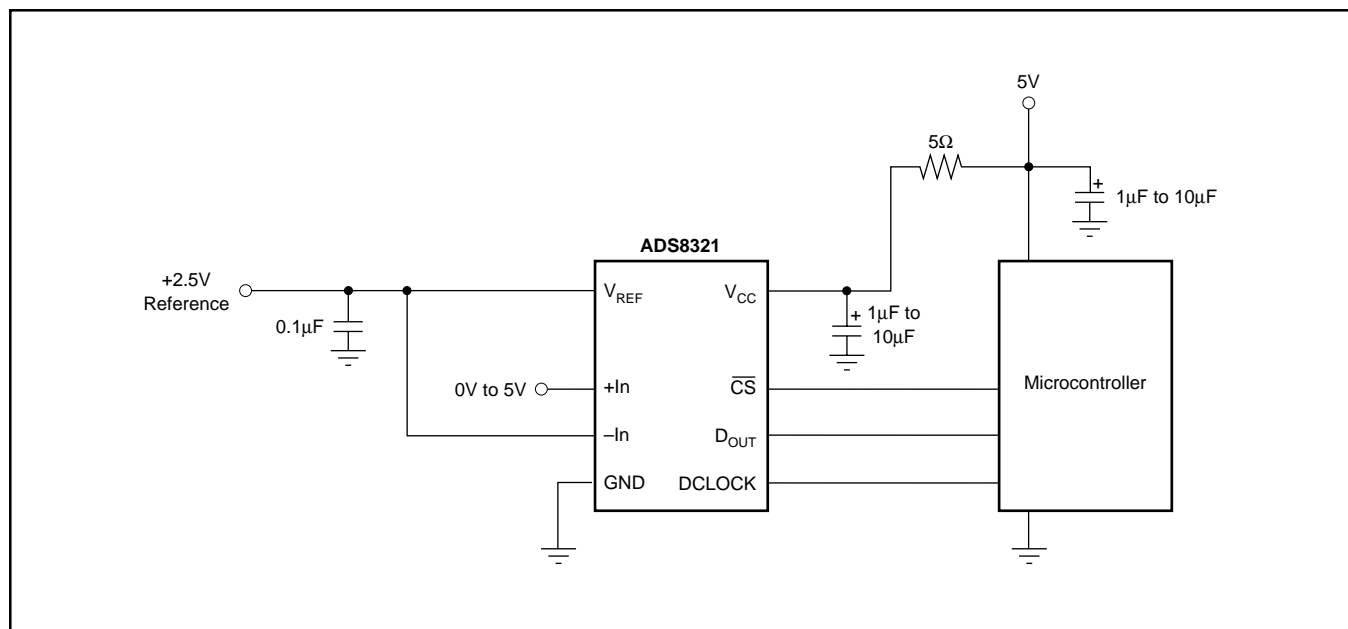 5V
5Ω
+
1µF to 10µF
ADS8321
+2.5V
Reference
0.1µF
V_REF
V_CC
+
1µF to
10µF
0V to 5V
+In
CS̅
Microcontroller
–In
D_OUT
GND
DCLOCK